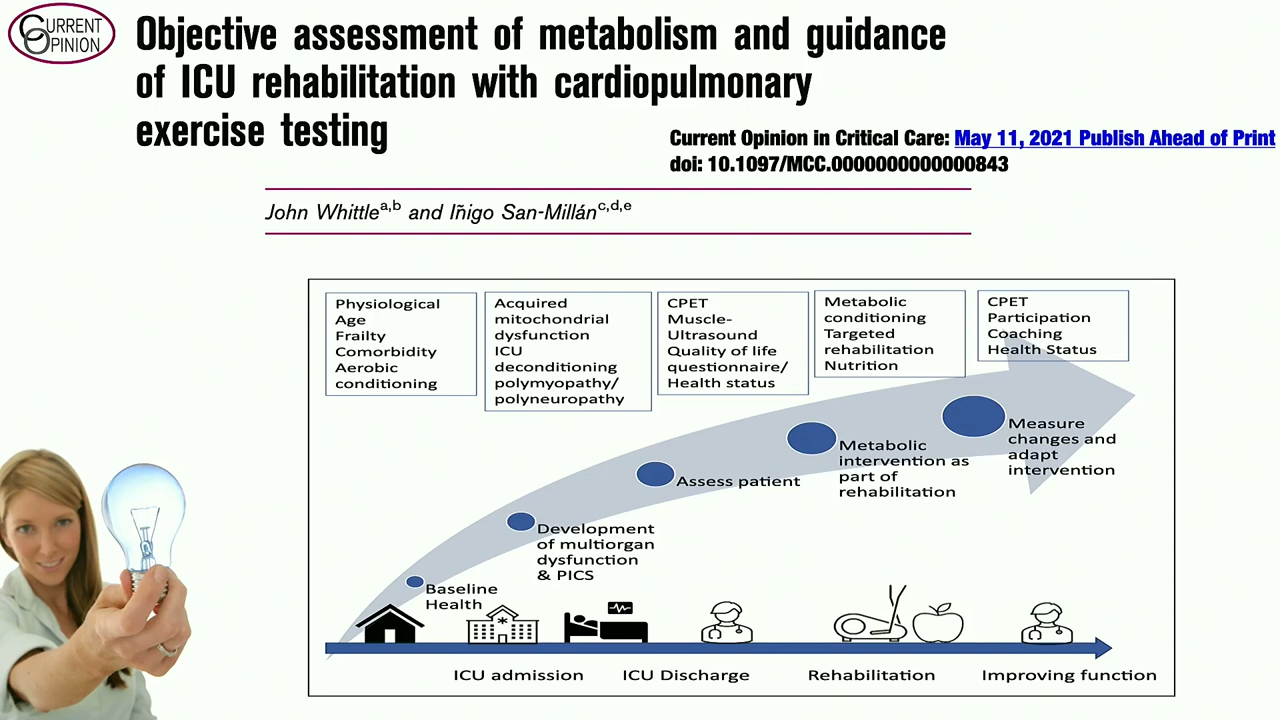 CURRENT
OPINION
Objective assessment of metabolism and guidance
of ICU rehabilitation with cardiopulmonary
exercise testing
Current Opinion in Critical Care: May 11, 2021 Publish Ahead of Print
doi: 10.1097/MCC.0000000000000843
John Whittleᵃ,ᵇ and Iñigo San-Millánᶜ,ᵈ,ᵉ
Physiological
Age
Frailty
Comorbidity
Aerobic
conditioning
Acquired
mitochondrial
dysfunction
ICU
deconditioning
polymyopathy/
polyneuropathy
CPET
Muscle-
Ultrasound
Quality of life
questionnaire/
Health status
Metabolic
conditioning
Targeted
rehabilitation
Nutrition
CPET
Participation
Coaching
Health Status
Baseline
Health
Development
of multiorgan
dysfunction
& PICS
Assess patient
Metabolic
intervention as
part of
rehabilitation
Measure
changes and
adapt
intervention
ICU admission
ICU Discharge
Rehabilitation
Improving function